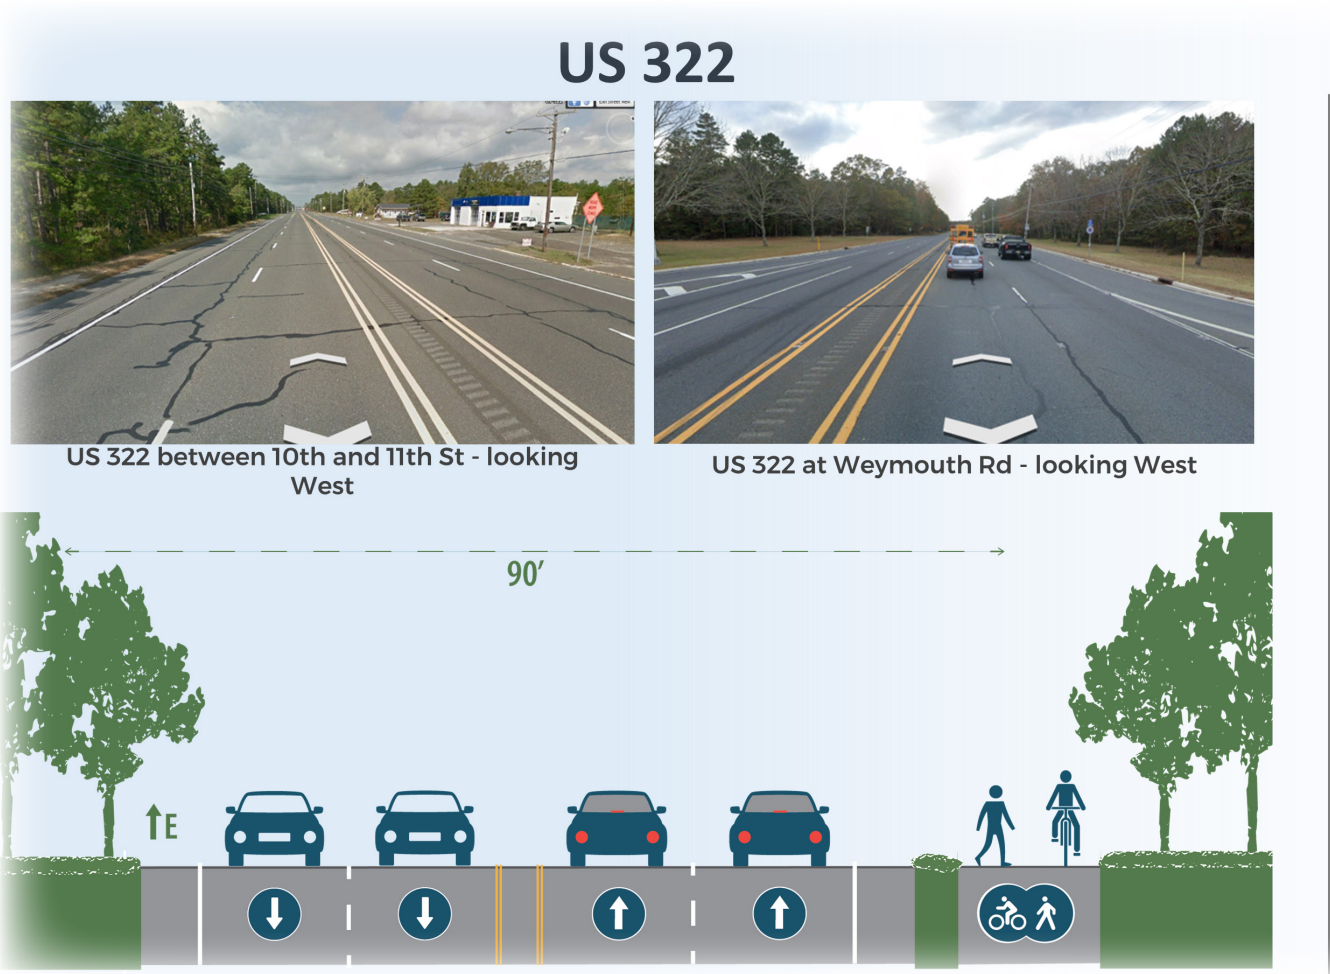 US 322
US 322 between 10th and 11th St - looking
West
US 322 at Weymouth Rd - looking West
90'
E